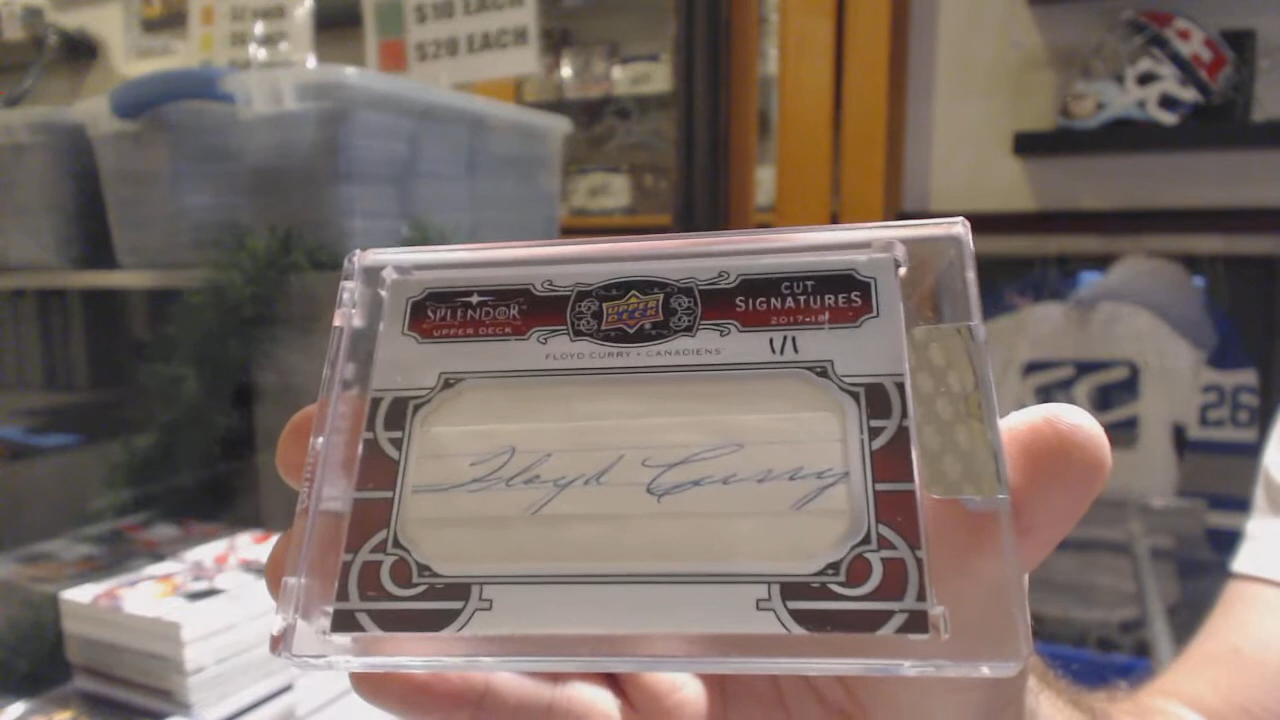 $10 EACH
$20 EACH
SPLENDOR
UPPER DECK
UPPER
DECK
CUT
SIGNATURES
2017-18
1/1
FLOYD CURRY • CANADIENS
Floyd Curry
26